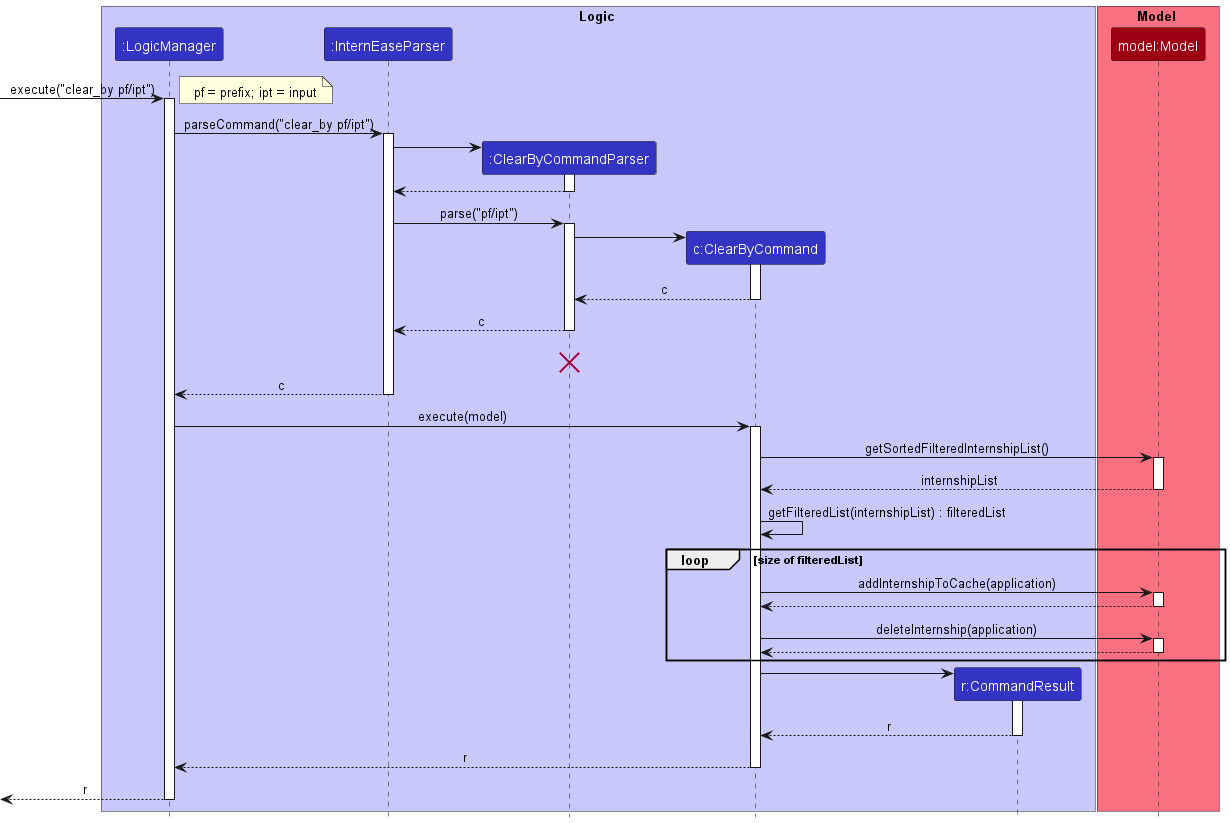 Logic
Model
:LogicManager
:InternEaseParser
model:Model
execute("clear_by pf/ipt")
pf = prefix; ipt = input
parseCommand("clear_by pf/ipt")
:ClearByCommandParser
parse("pf/ipt")
c:ClearByCommand
c
c
c
execute(model)
getSortedFilteredInternshipList()
internshipList
getFilteredList(internshipList) : filteredList
loop
[size of filteredList]
addInternshipToCache(application)
deleteInternship(application)
r:CommandResult
r
r
r